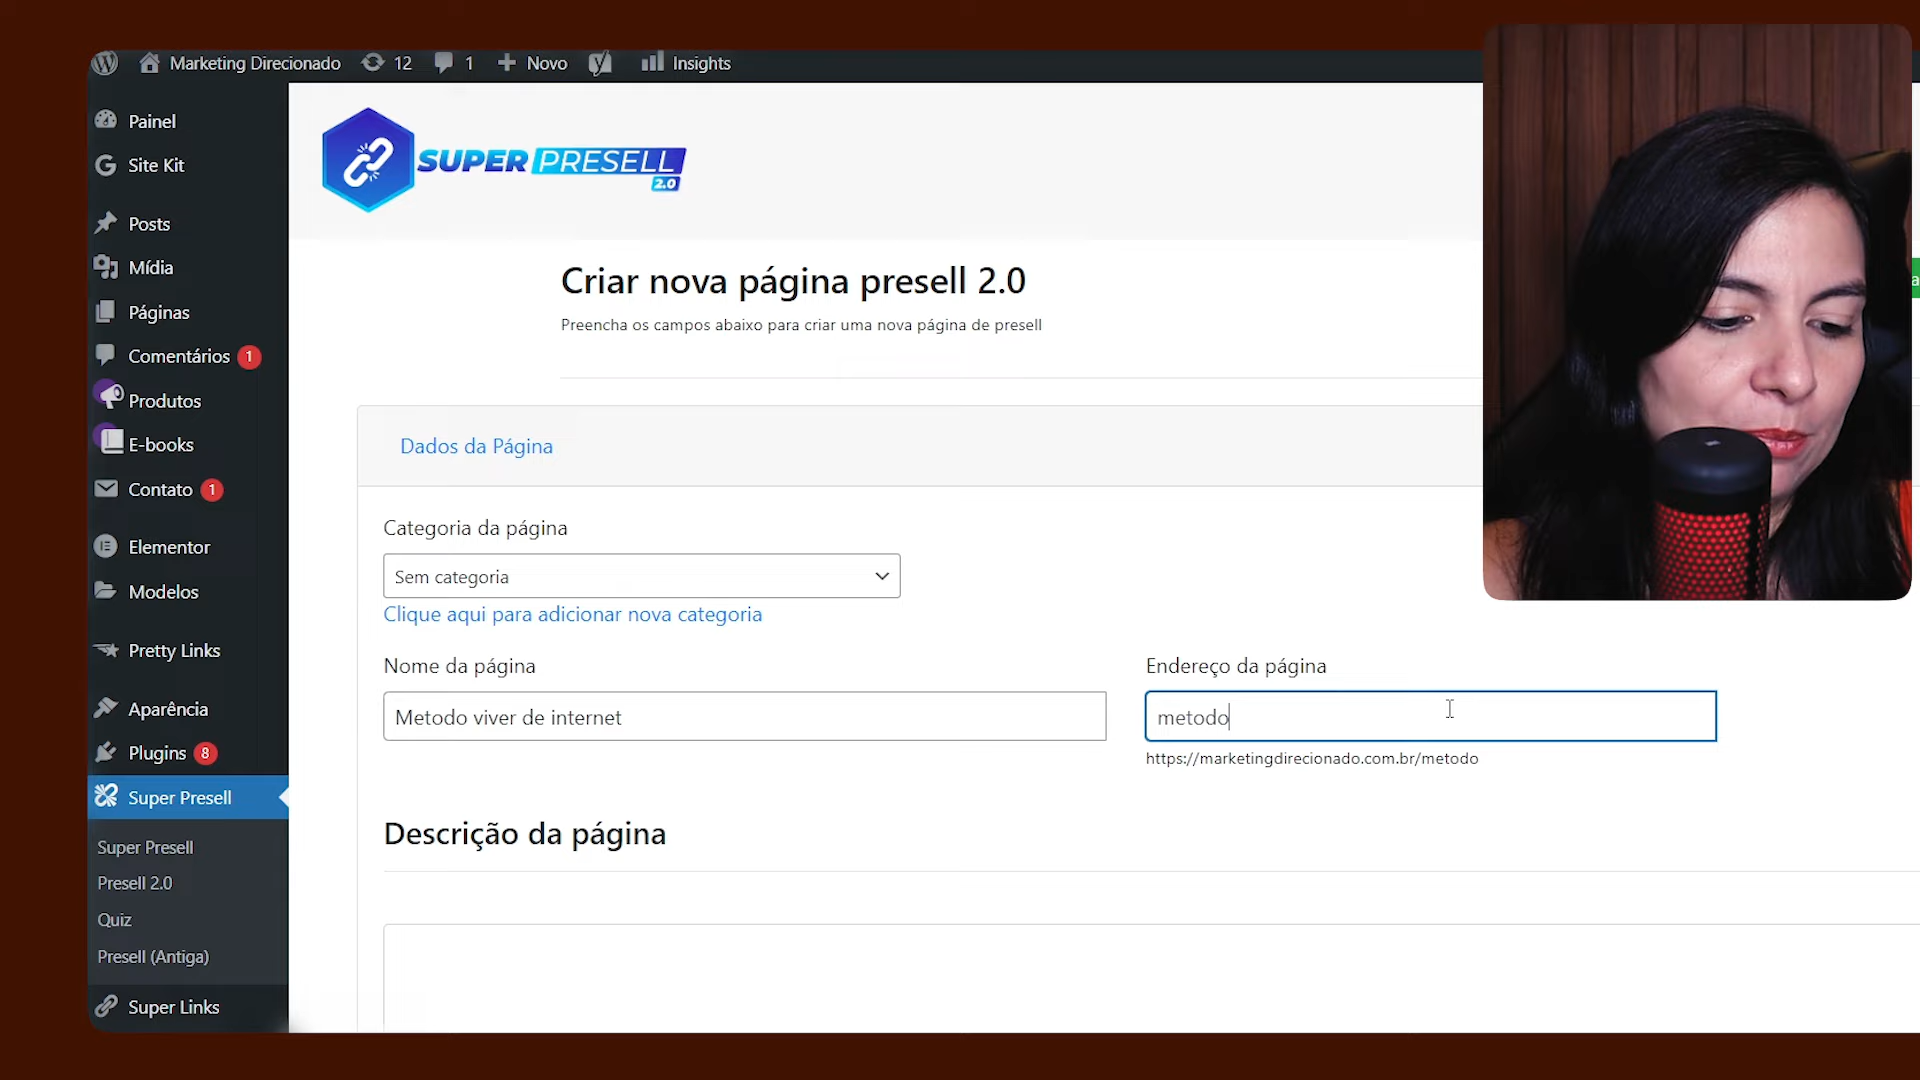 Marketing Direcionado
12
1
Novo
Insights
Painel
Site Kit
Posts
Mídia
Páginas
Comentários 1
Produtos
E-books
Contato 1
Elementor
Modelos
Pretty Links
Aparência
Plugins 8
Super Presell
Super Presell
Presell 2.0
Quiz
Presell (Antiga)
Super Links
SUPER PRESELL
2.0
Criar nova página presell 2.0
Preencha os campos abaixo para criar uma nova página de presell
Dados da Página
Categoria da página
Sem categoria
Clique aqui para adicionar nova categoria
Nome da página
Metodo viver de internet
Endereço da página
metodo
https://marketingdirecionado.com.br/metodo
Descrição da página